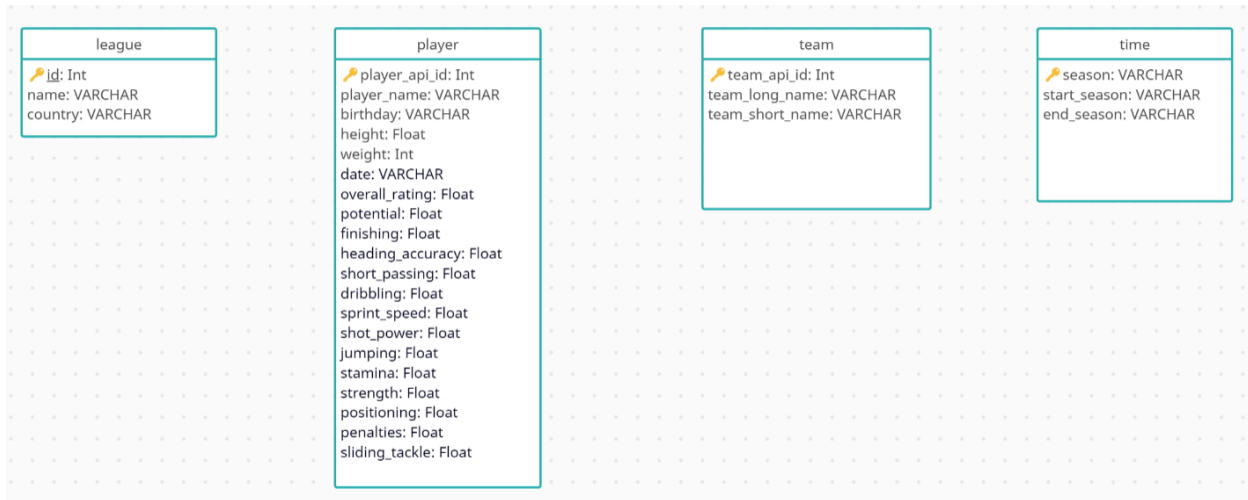 league
id: Int
name: VARCHAR
country: VARCHAR
player
player_api_id: Int
player_name: VARCHAR
birthday: VARCHAR
height: Float
weight: Int
date: VARCHAR
overall_rating: Float
potential: Float
finishing: Float
heading_accuracy: Float
short_passing: Float
dribbling: Float
sprint_speed: Float
shot_power: Float
jumping: Float
stamina: Float
strength: Float
positioning: Float
penalties: Float
sliding_tackle: Float
team
team_api_id: Int
team_long_name: VARCHAR
team_short_name: VARCHAR
time
season: VARCHAR
start_season: VARCHAR
end_season: VARCHAR